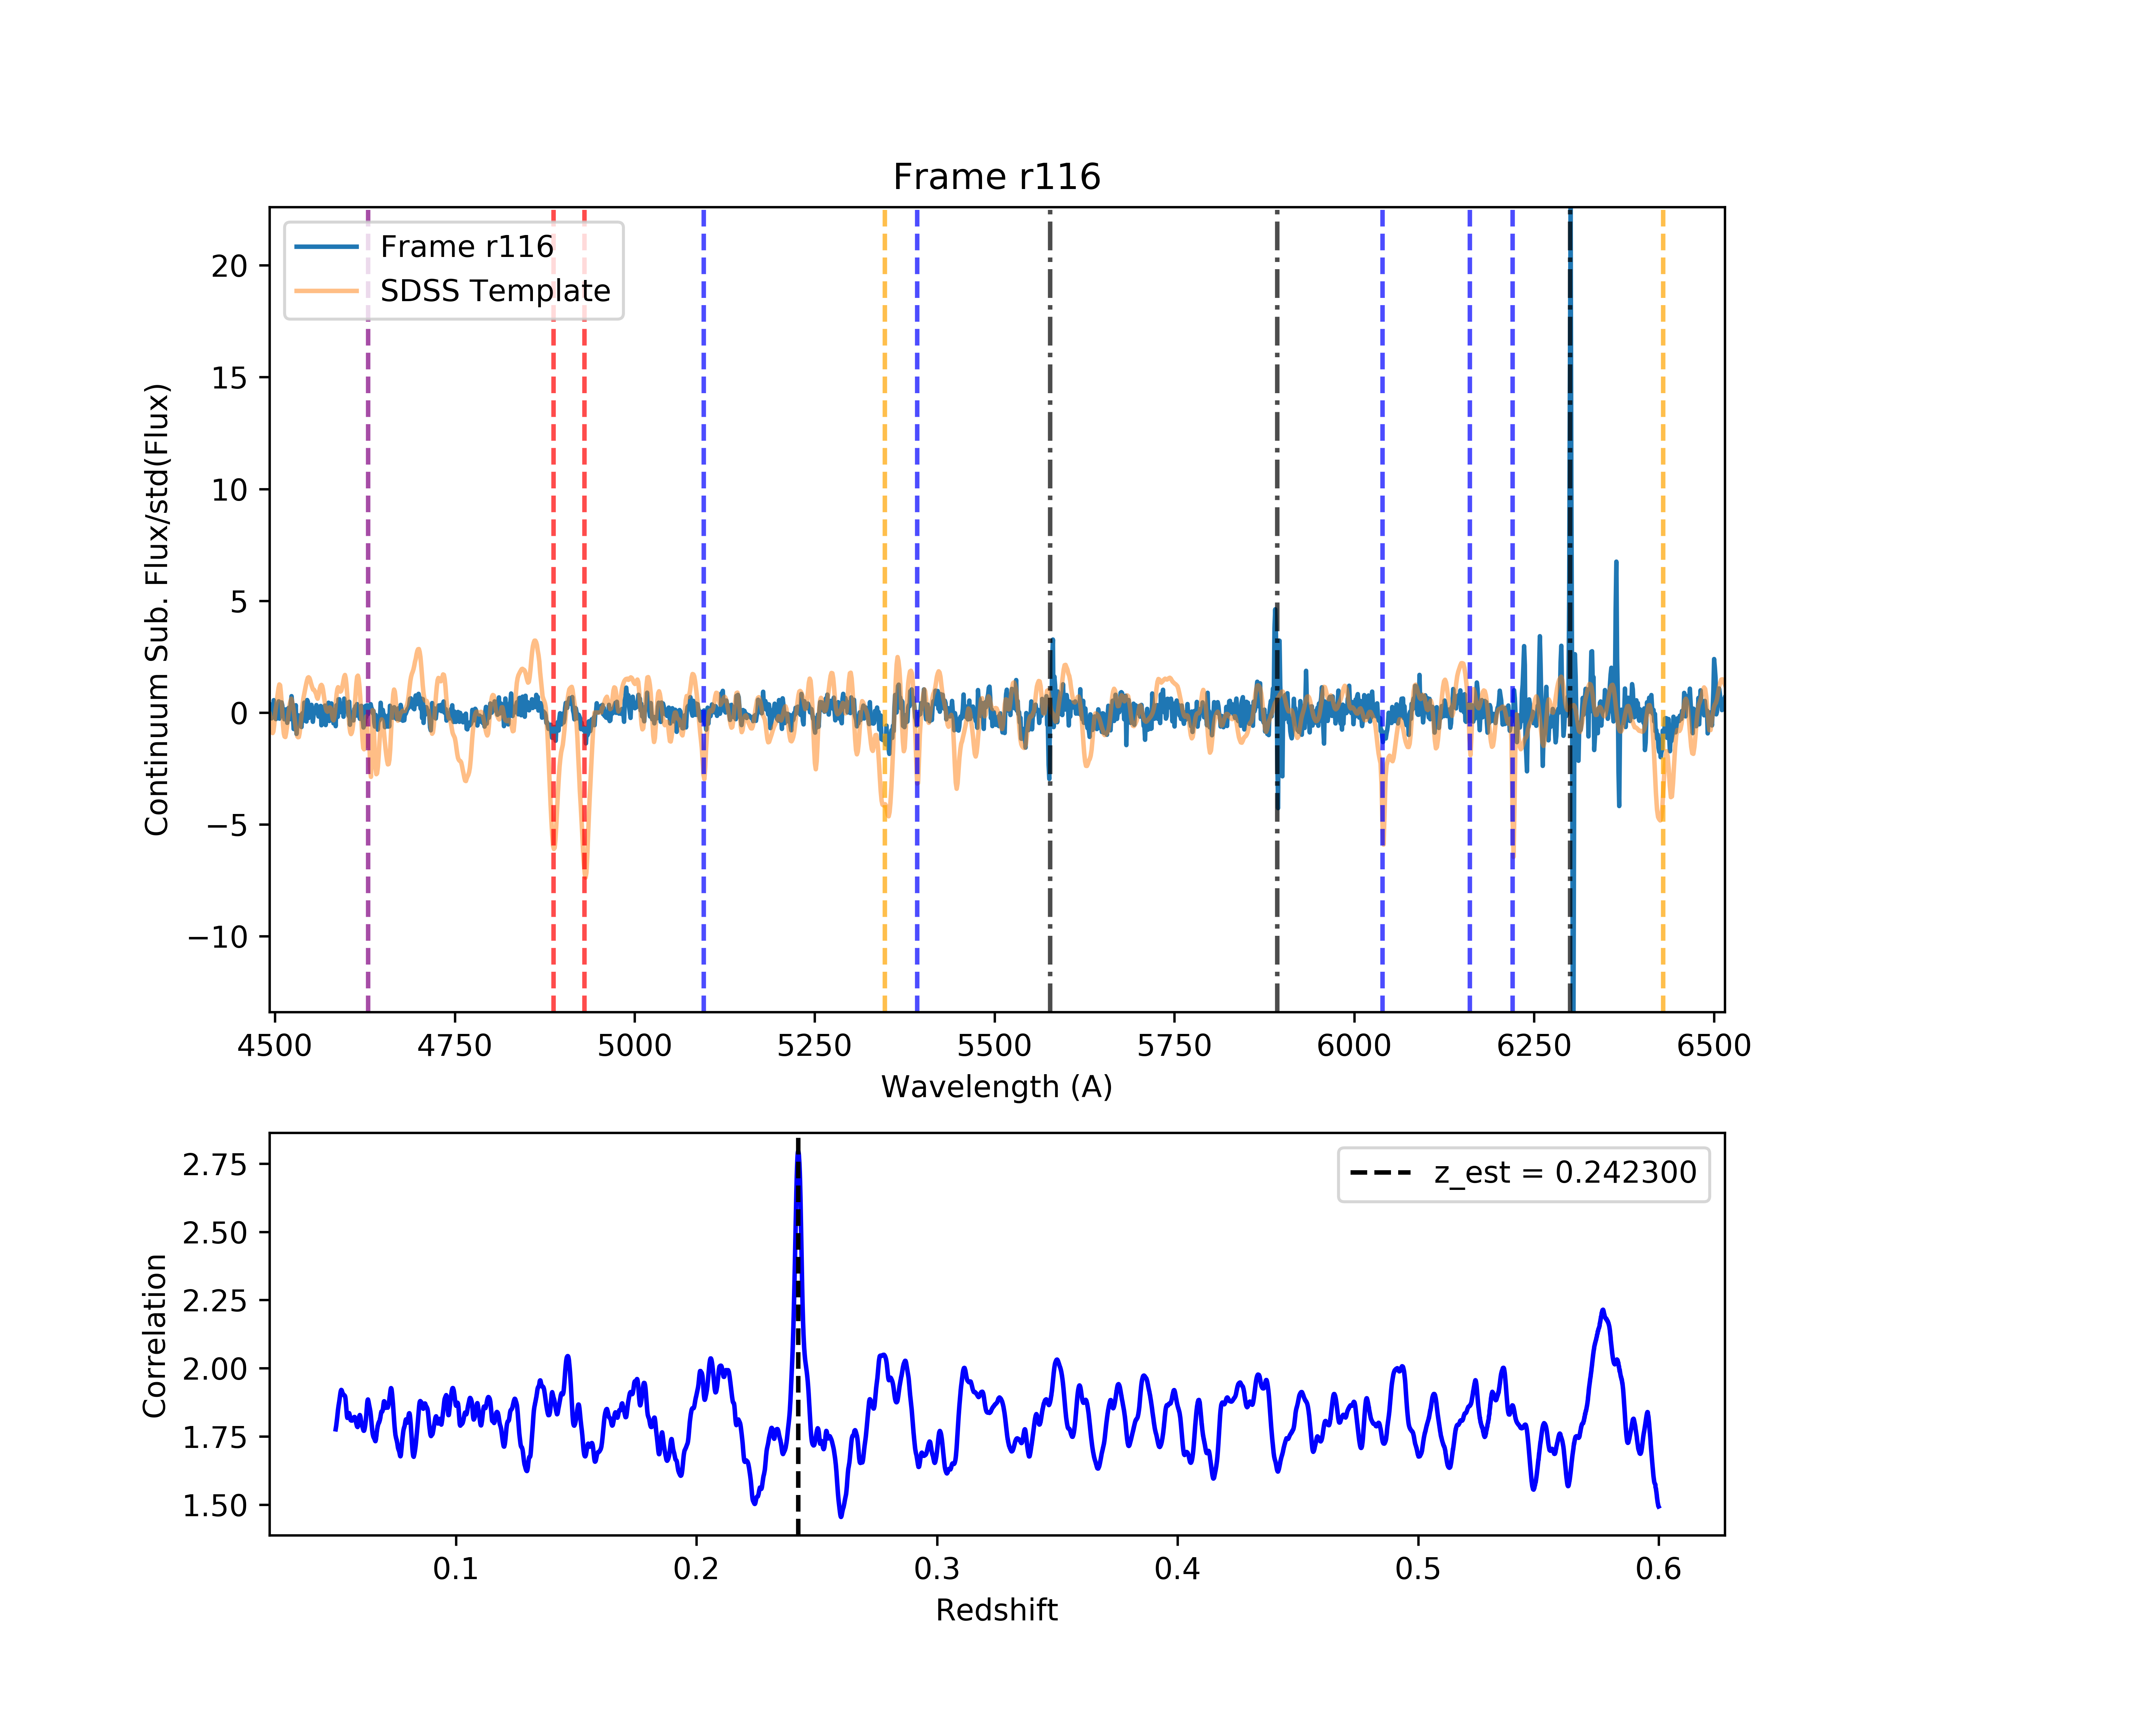 Frame r116
Frame r116
SDSS Template
Continuum Sub. Flux/std(Flux)
20
15
10
5
0
−5
−10
4500 4750 5000 5250 5500 5750 6000 6250 6500
Wavelength (A)
z_est = 0.242300
Correlation
2.75
2.50
2.25
2.00
1.75
1.50
0.1 0.2 0.3 0.4 0.5 0.6
Redshift